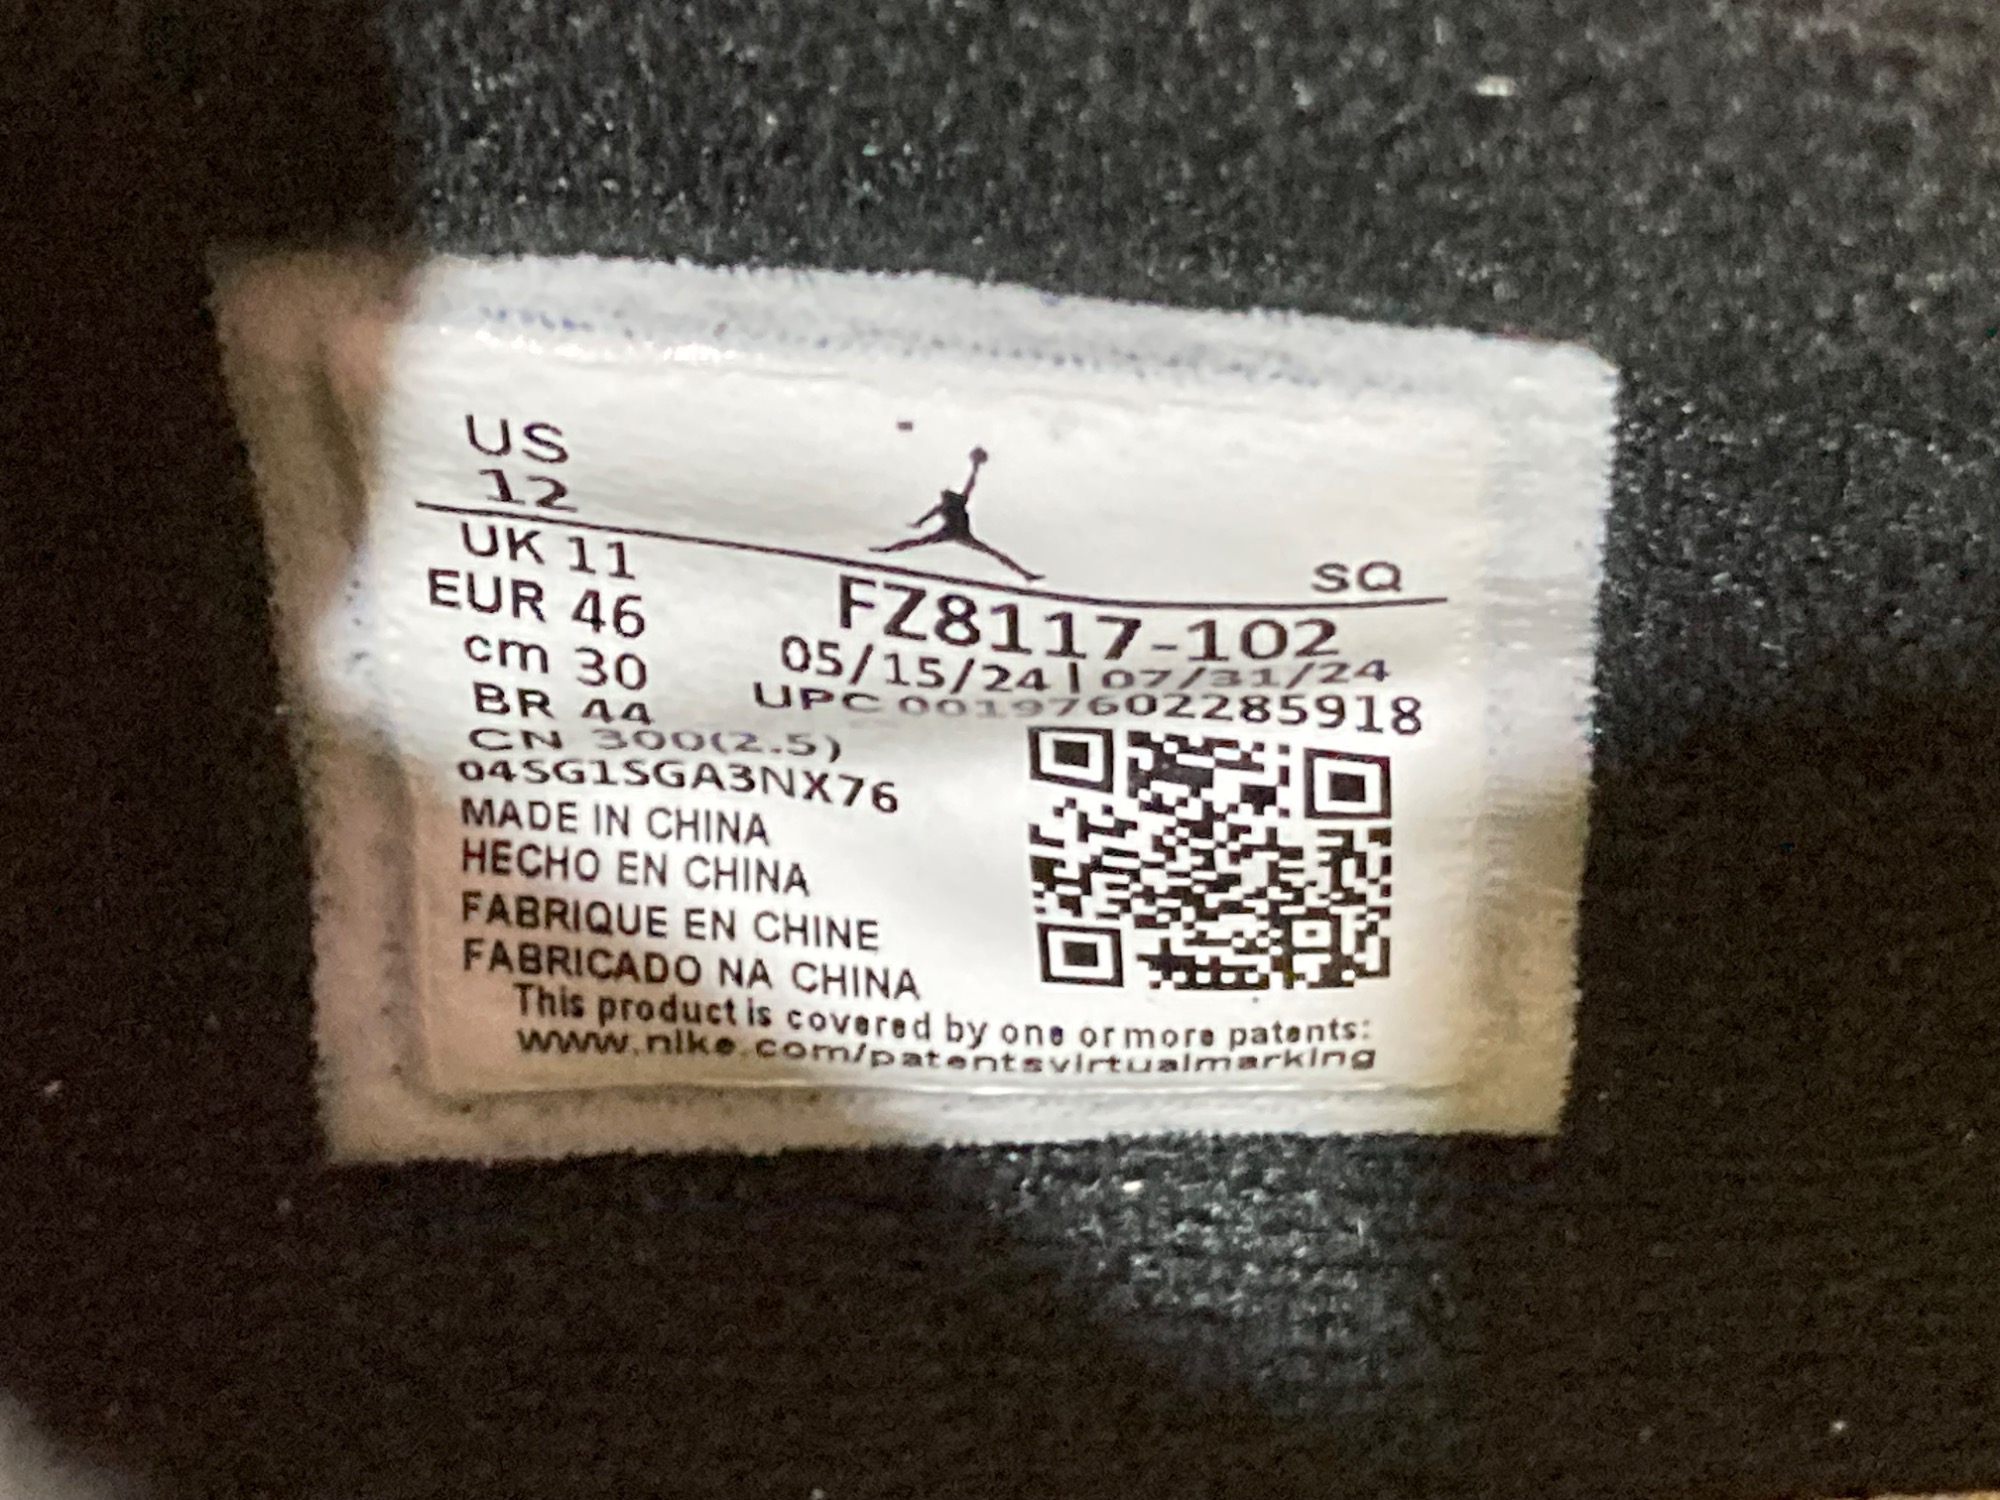 US
12
SQ
UK 11
EUR 46
cm 30
BR 44
FZ8117-102
05/15/24 | 07/31/24
UPC 00197602285918
CN 300(2.5)
04SG1SGA3NX76
MADE IN CHINA
HECHO EN CHINA
FABRIQUE EN CHINE
FABRICADO NA CHINA
This product is covered by one or more patents:
www.nike.com/patentsvirtualmarking